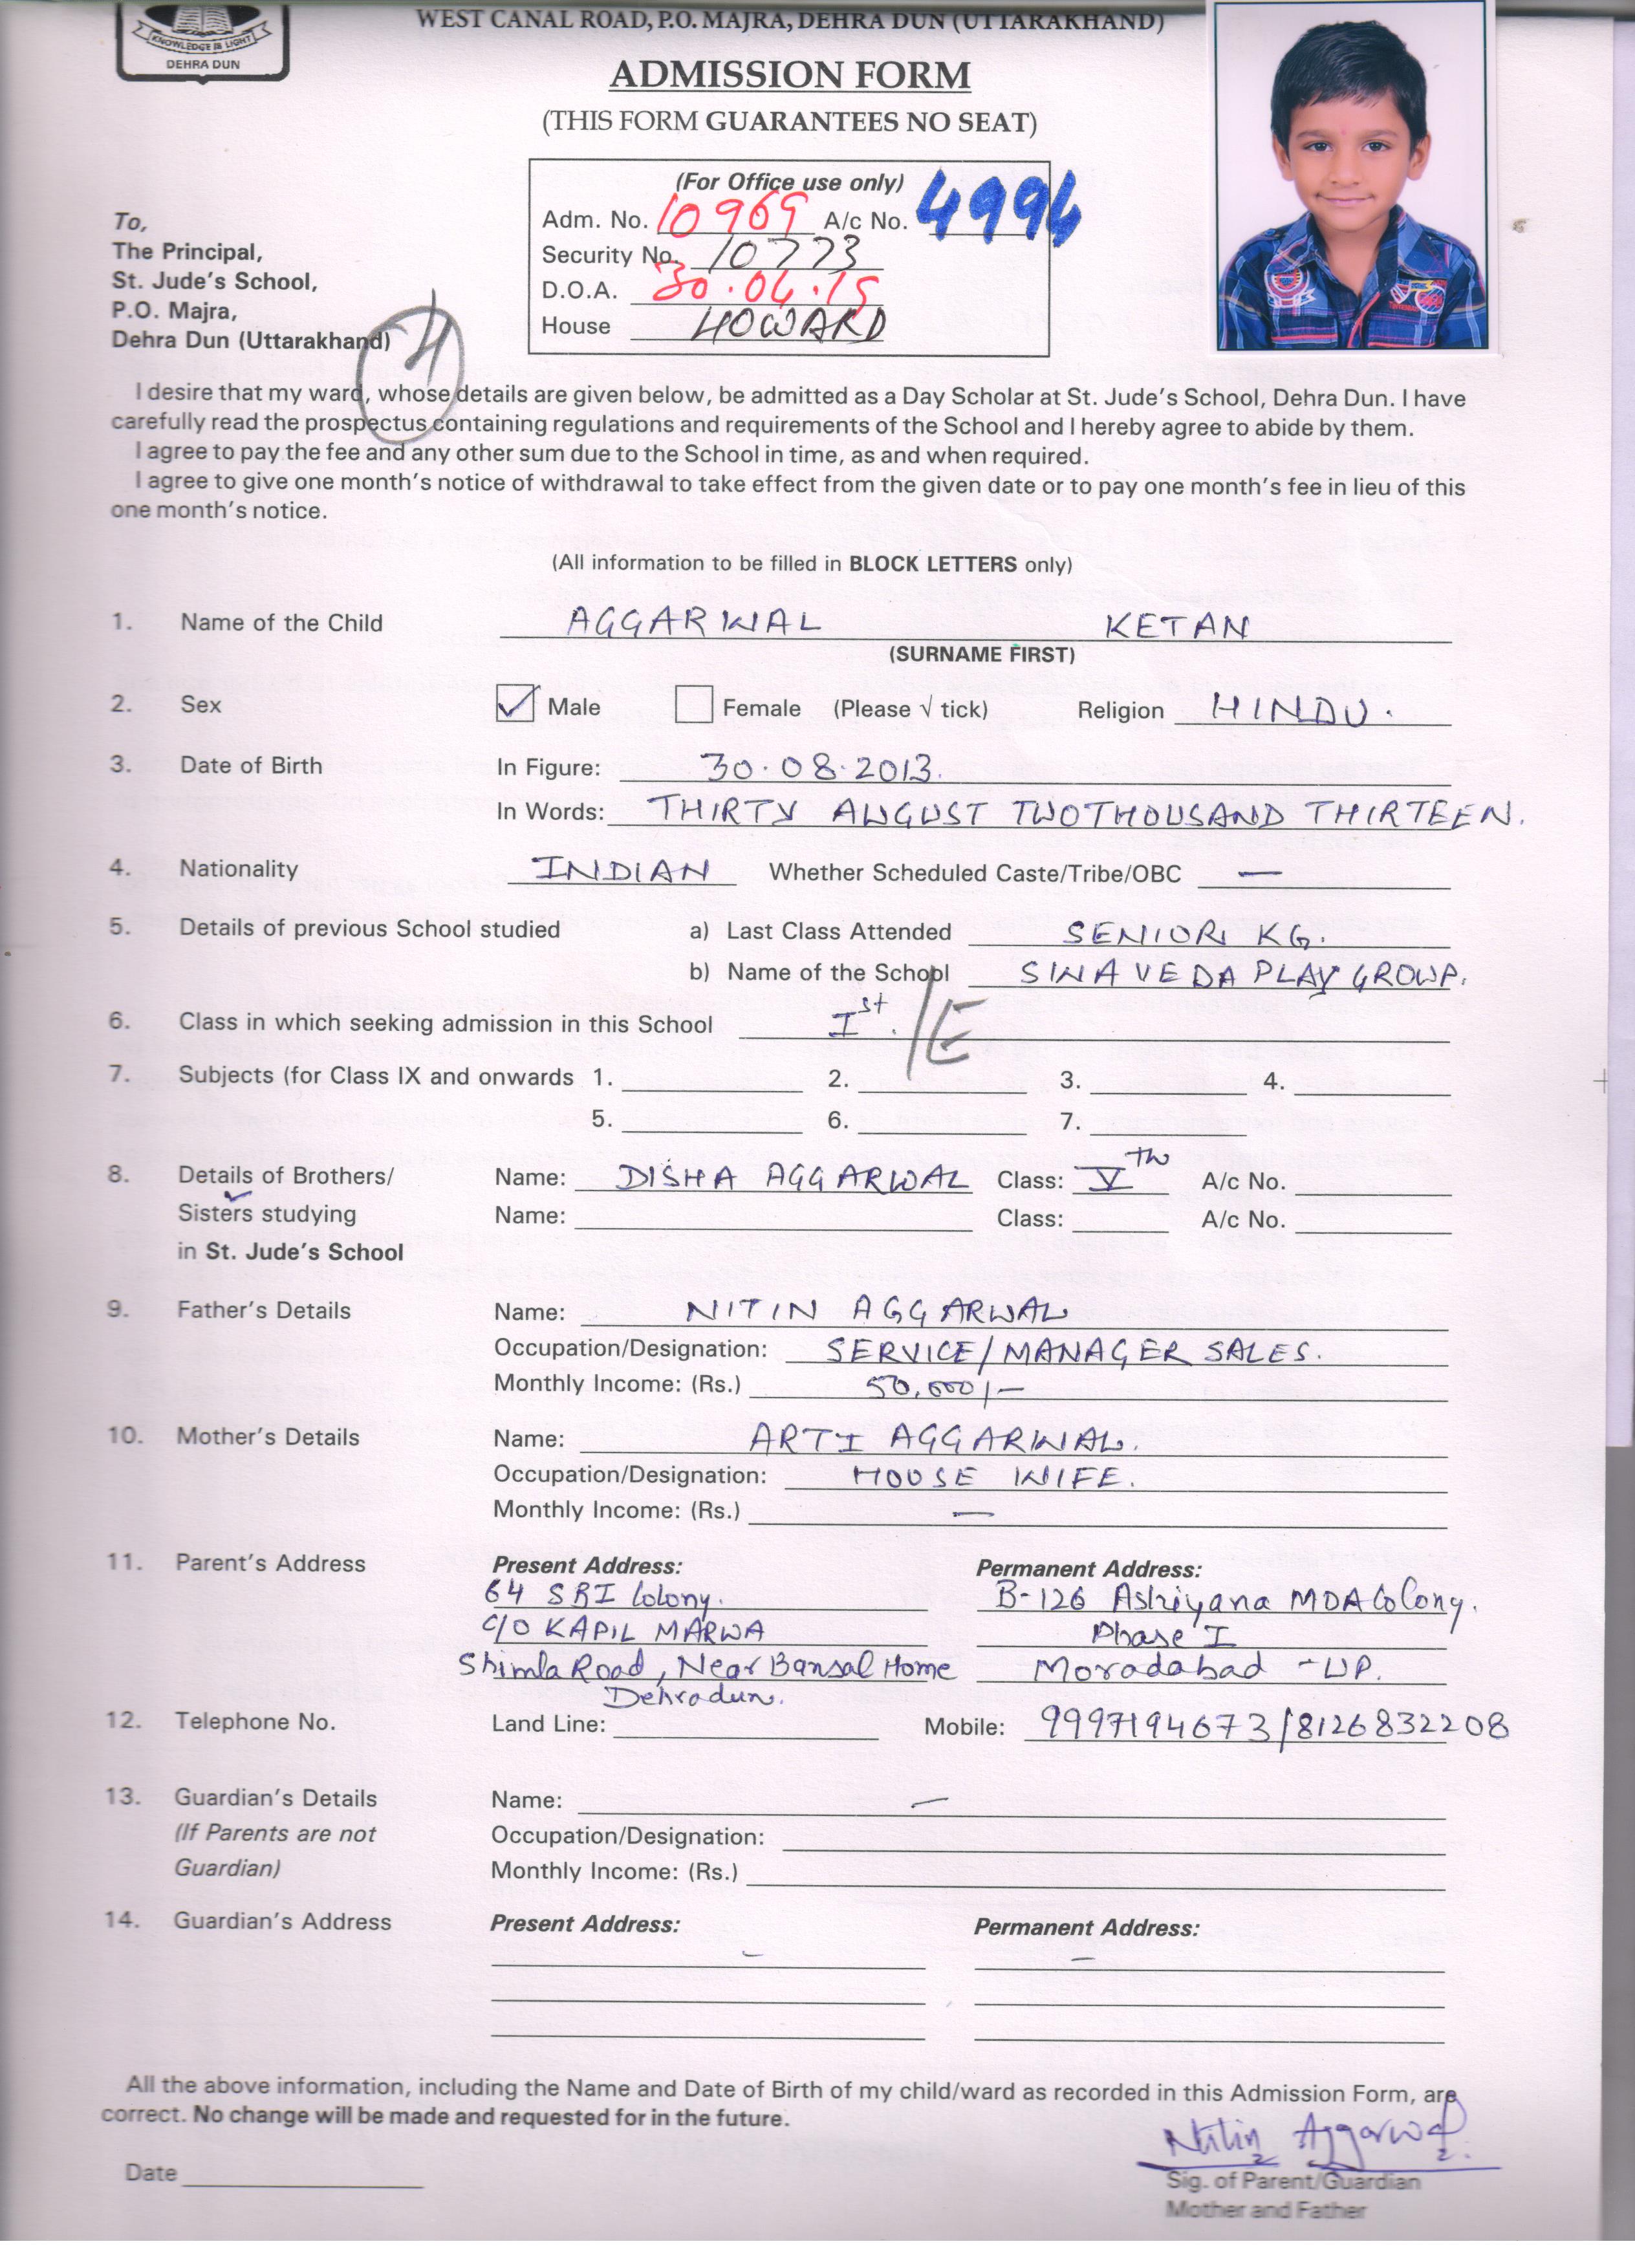 KNOWLEDGE IS LIGHT
DEHRA DUN
WEST CANAL ROAD, P.O. MAJRA, DEHRA DUN (UTTARAKHAND)
ADMISSION FORM
(THIS FORM GUARANTEES NO SEAT)
(For Office use only)
Adm. No. 10969 A/c No. 4994
Security No. 10773
D.O.A. 30.04.19
House HOWARD
To,
The Principal,
St. Jude's School,
P.O. Majra,
Dehra Dun (Uttarakhand)
4
I desire that my ward, whose details are given below, be admitted as a Day Scholar at St. Jude's School, Dehra Dun. I have
carefully read the prospectus containing regulations and requirements of the School and I hereby agree to abide by them.
I agree to pay the fee and any other sum due to the School in time, as and when required.
I agree to give one month's notice of withdrawal to take effect from the given date or to pay one month's fee in lieu of this
one month's notice.
(All information to be filled in BLOCK LETTERS only)
1. Name of the Child AGGARWAL KETAN
(SURNAME FIRST)
2. Sex Male Female (Please √ tick) Religion HINDU.
3. Date of Birth In Figure: 30.08.2013.
In Words: THIRTY AUGUST TWOTHOUSAND THIRTEEN.
4. Nationality INDIAN Whether Scheduled Caste/Tribe/OBC —
5. Details of previous School studied a) Last Class Attended SENIOR KG.
b) Name of the School SWAVEDA PLAY GROUP.
6. Class in which seeking admission in this School Ist. /E
7. Subjects (for Class IX and onwards 1. 2. 3. 4.
5. 6. 7.
8. Details of Brothers/ Name: DISHA AGGARWAL Class: Vth A/c No.
Sisters studying Name: Class: A/c No.
in St. Jude's School
9. Father's Details Name: NITIN AGGARWAL
Occupation/Designation: SERVICE/MANAGER SALES.
Monthly Income: (Rs.) 50,000/-
10. Mother's Details Name: ARTI AGGARWAL.
Occupation/Designation: HOUSE WIFE.
Monthly Income: (Rs.) —
11. Parent's Address Present Address: Permanent Address:
64 SBI Colony. B-126 Ashiyana MDA Colony.
C/O KAPIL MARWA Phase I
Shimla Road, Near Bansal Home Moradabad - UP.
Dehradun.
12. Telephone No. Land Line: Mobile: 9997194673/8126832208
13. Guardian's Details Name: —
(If Parents are not Occupation/Designation:
Guardian) Monthly Income: (Rs.)
14. Guardian's Address Present Address: Permanent Address:
– –
All the above information, including the Name and Date of Birth of my child/ward as recorded in this Admission Form, are
correct. No change will be made and requested for in the future.
Nitin Aggarwal
Date Sig. of Parent/Guardian
Mother and Father